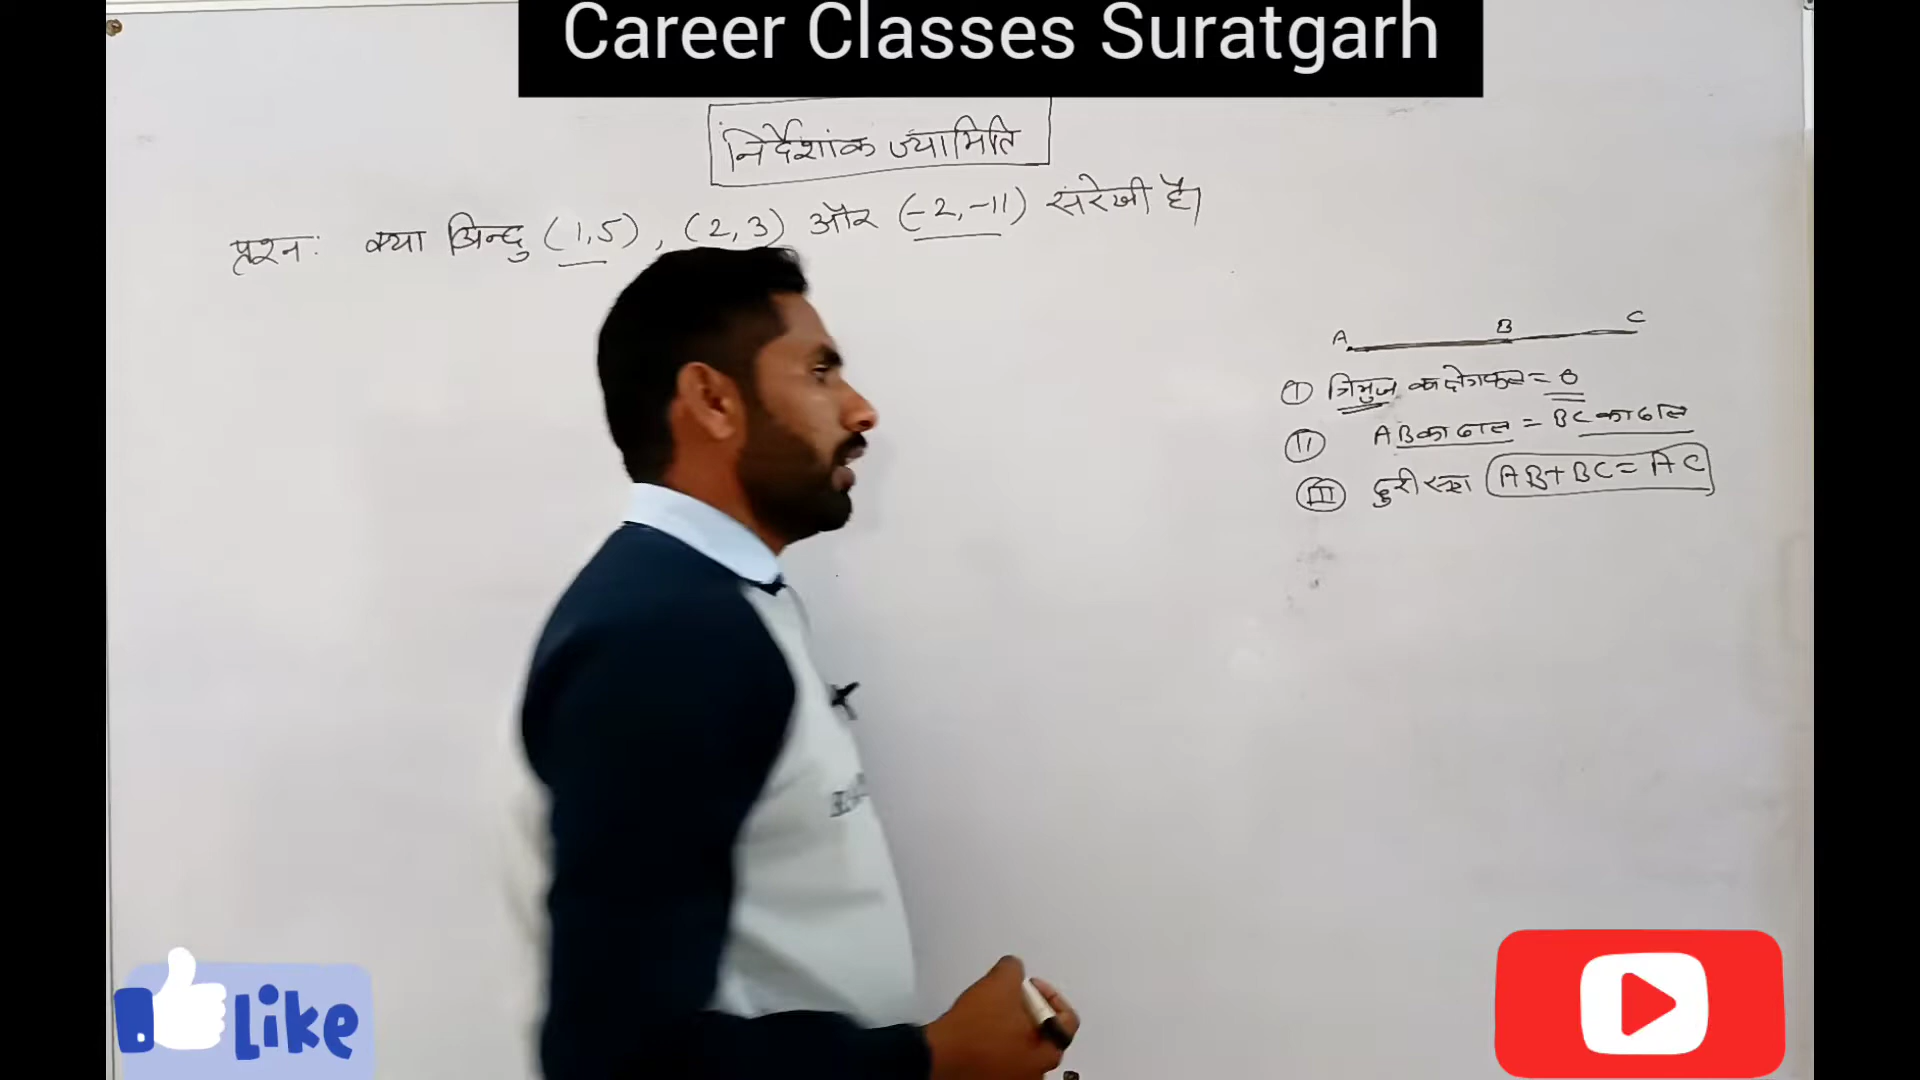 Career Classes Suratgarh
निर्देशांक ज्यामिति
प्रश्न: क्या बिन्दु (1,5), (2,3) और (-2,-11) संरेखी है।
A B C
I त्रिभुज का क्षेत्रफल = 0
II AB का ढाल = BC का ढाल
III दुरी सूत्र AB+BC=AC
Like